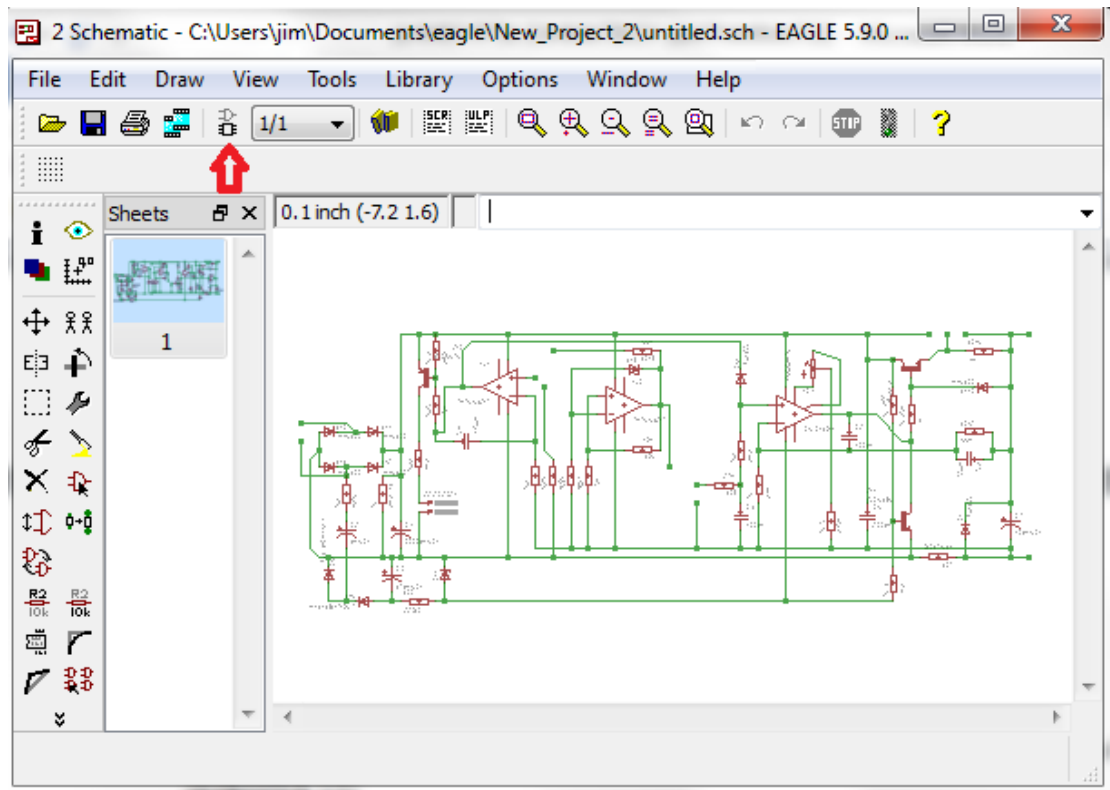 2 Schematic - C:\Users\jim\Documents\eagle\New_Project_2\untitled.sch - EAGLE 5.9.0 ...
File Edit Draw View Tools Library Options Window Help
1/1 SCR ULP STOP ?
Sheets
0.1 inch (-7.2 1.6)
1
R2 R2
10k 10k